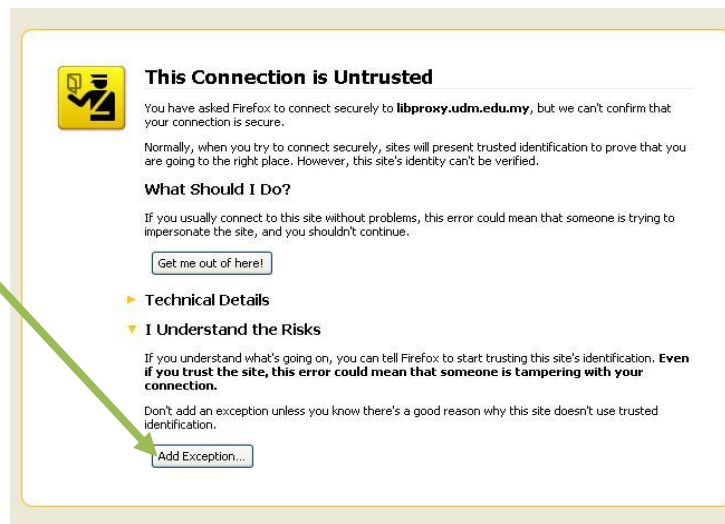 This Connection is Untrusted
You have asked Firefox to connect securely to libproxy.udm.edu.my, but we can't confirm that
your connection is secure.
Normally, when you try to connect securely, sites will present trusted identification to prove that you
are going to the right place. However, this site's identity can't be verified.
What Should I Do?
If you usually connect to this site without problems, this error could mean that someone is trying to
impersonate the site, and you shouldn't continue.
Get me out of here!
Technical Details
I Understand the Risks
If you understand what's going on, you can tell Firefox to start trusting this site's identification. Even
if you trust the site, this error could mean that someone is tampering with your
connection.
Don't add an exception unless you know there's a good reason why this site doesn't use trusted
identification.
Add Exception...